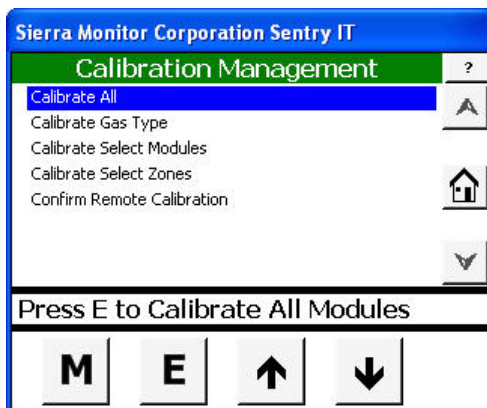 Sierra Monitor Corporation Sentry IT
Calibration Management
?
Calibrate All
Calibrate Gas Type
Calibrate Select Modules
Calibrate Select Zones
Confirm Remote Calibration
Press E to Calibrate All Modules
M E